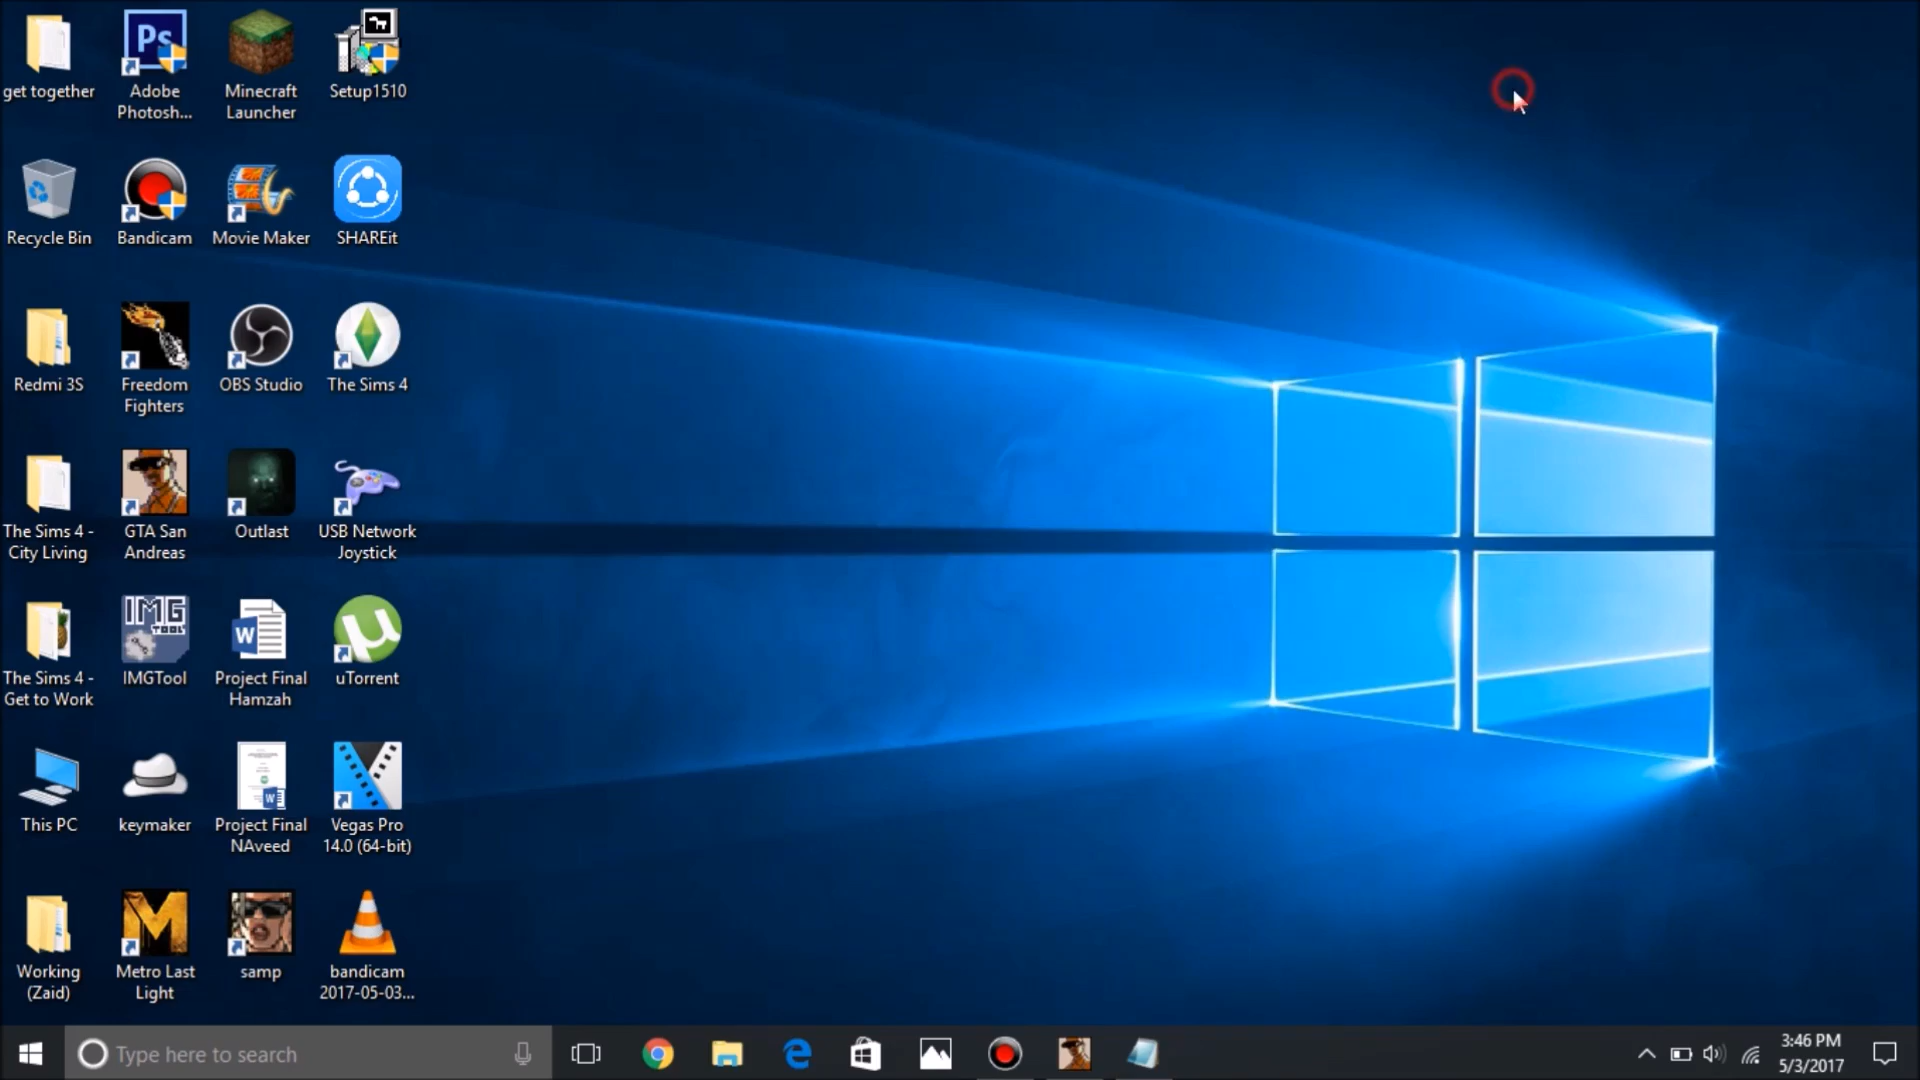 get together
Adobe
Photosh...
Minecraft
Launcher
Setup1510
Recycle Bin
Bandicam
Movie Maker
SHAREit
Redmi 3S
Freedom
Fighters
OBS Studio
The Sims 4
The Sims 4 -
City Living
GTA San
Andreas
Outlast
USB Network
Joystick
The Sims 4 -
Get to Work
IMG
TOOL
IMGTool
Project Final
Hamzah
uTorrent
This PC
keymaker
Project Final
NAveed
Vegas Pro
14.0 (64-bit)
Working
(Zaid)
Metro Last
Light
samp
bandicam
2017-05-03...
Type here to search
3:46 PM
5/3/2017